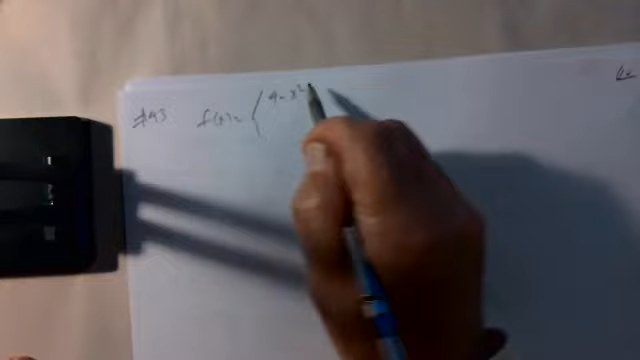 #43 f(x)= { 4-x²